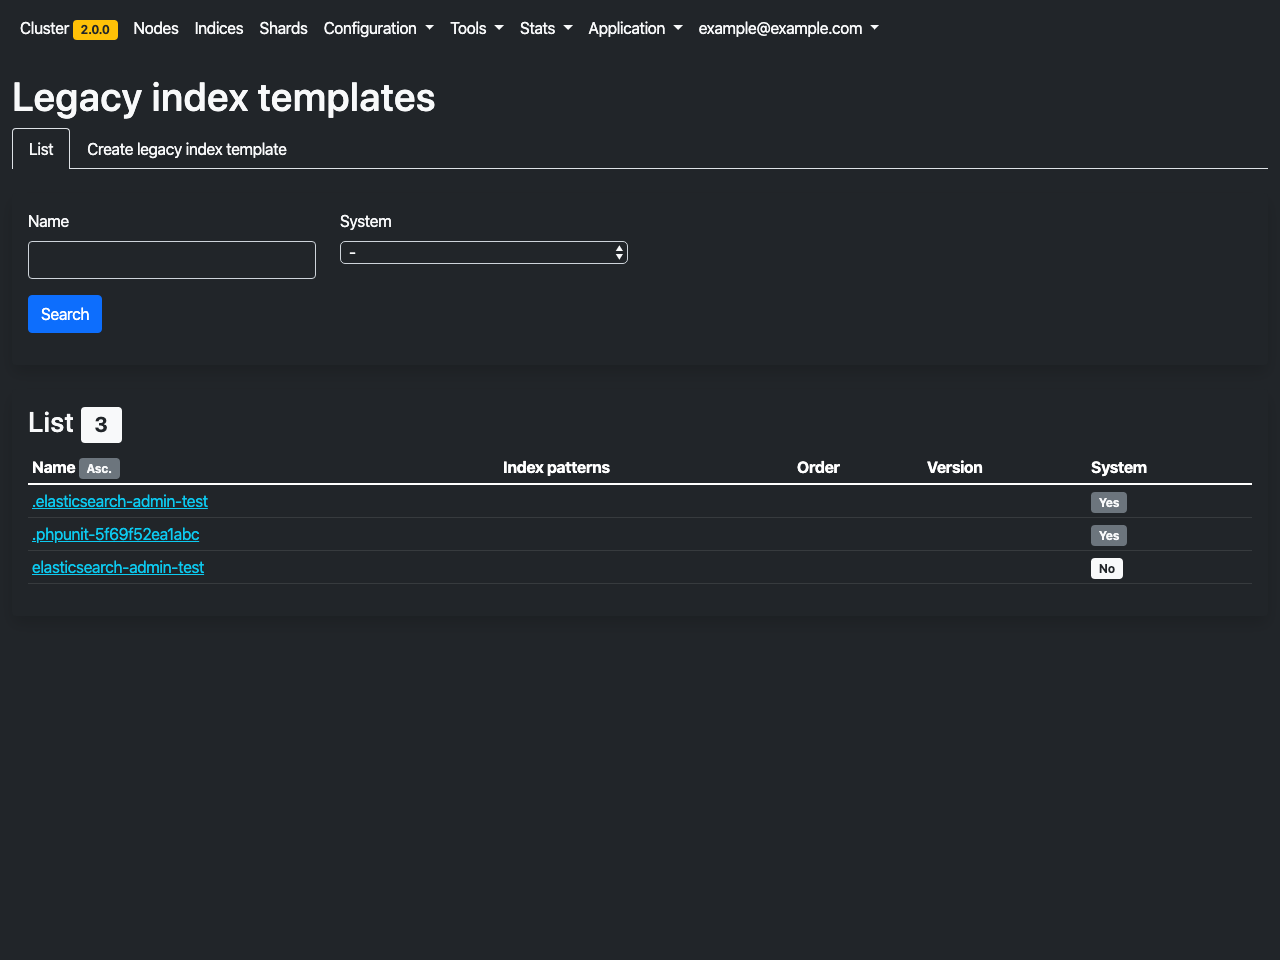 Cluster 2.0.0 Nodes Indices Shards Configuration Tools Stats Application example@example.com
Legacy index templates
List Create legacy index template
Name System
-
Search
List 3
Name Asc. Index patterns Order Version System
.elasticsearch-admin-test Yes
.phpunit-5f69f52ea1abc Yes
elasticsearch-admin-test No